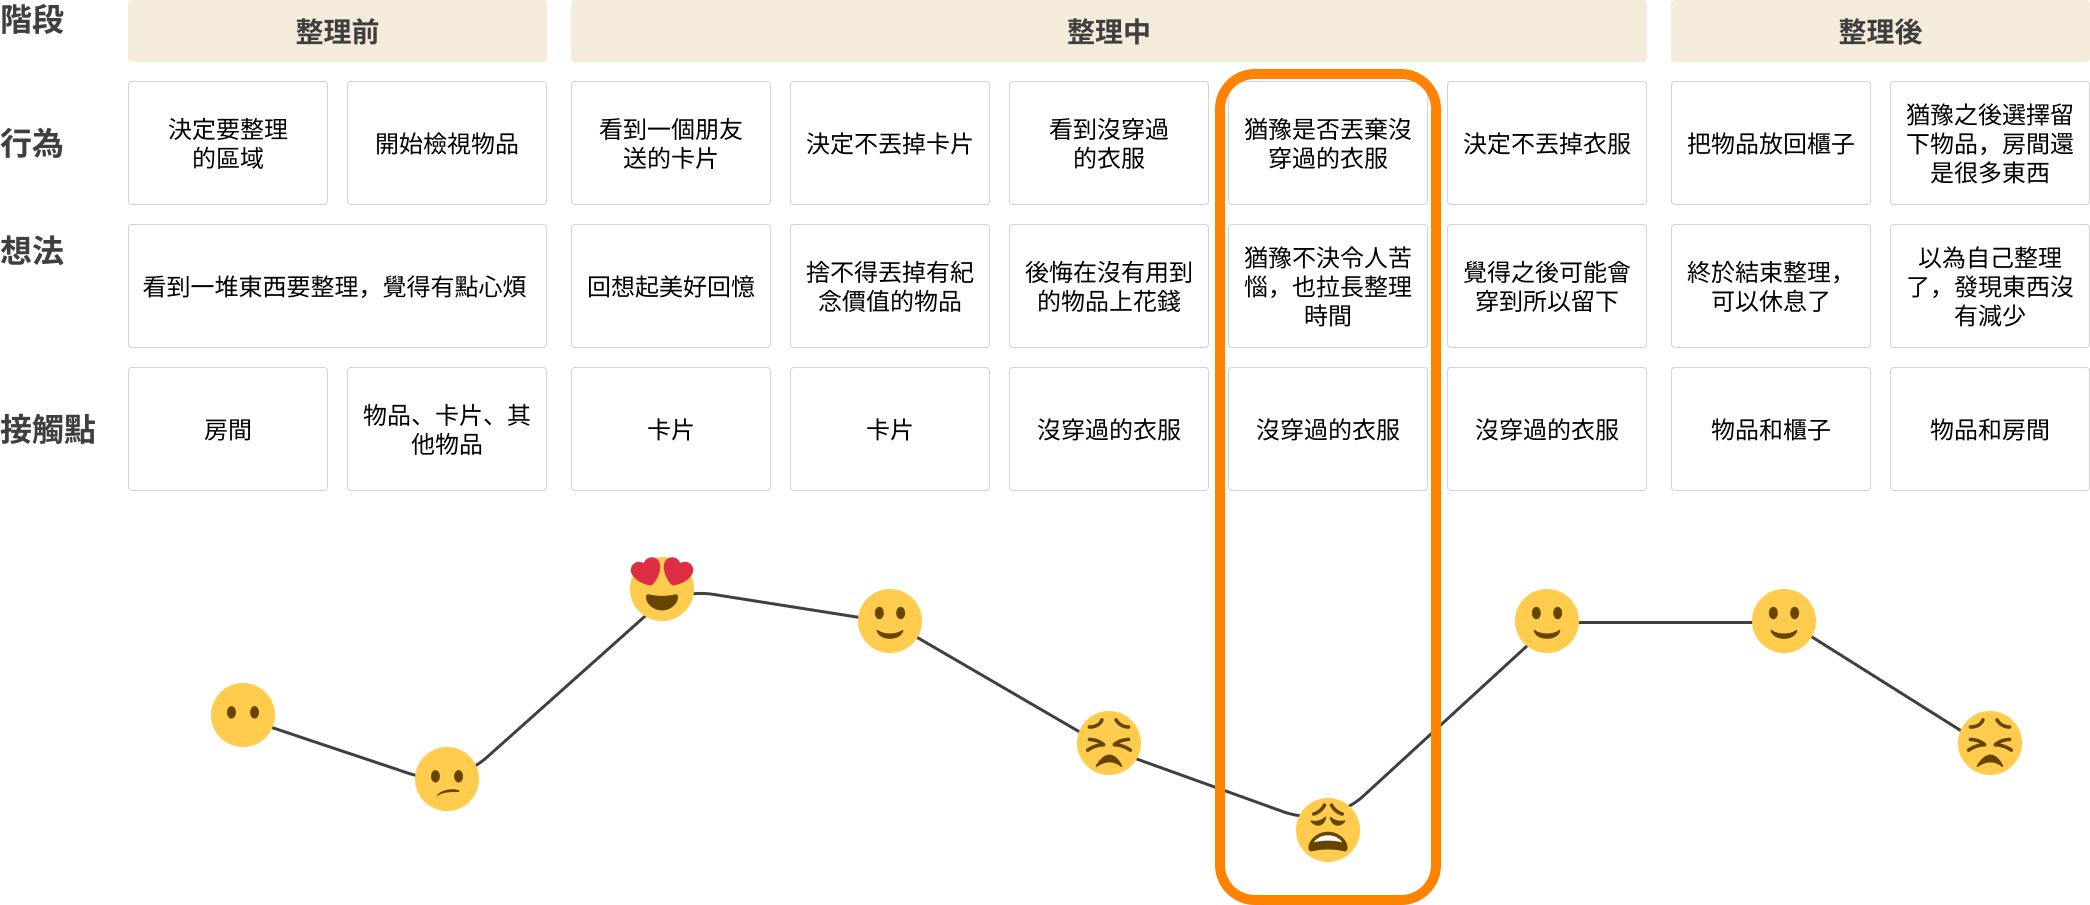 階段
整理前
整理中
整理後
行為
決定要整理
的區域
開始檢視物品
看到一個朋友
送的卡片
決定不丟掉卡片
看到沒穿過
的衣服
猶豫是否丟棄沒
穿過的衣服
決定不丟掉衣服
把物品放回櫃子
猶豫之後選擇留
下物品，房間還
是很多東西
想法
看到一堆東西要整理，覺得有點心煩
回想起美好回憶
捨不得丟掉有紀
念價值的物品
後悔在沒有用到
的物品上花錢
猶豫不決令人苦
惱，也拉長整理
時間
覺得之後可能會
穿到所以留下
終於結束整理，
可以休息了
以為自己整理
了，發現東西沒
有減少
接觸點
房間
物品、卡片、其
他物品
卡片
卡片
沒穿過的衣服
沒穿過的衣服
沒穿過的衣服
物品和櫃子
物品和房間